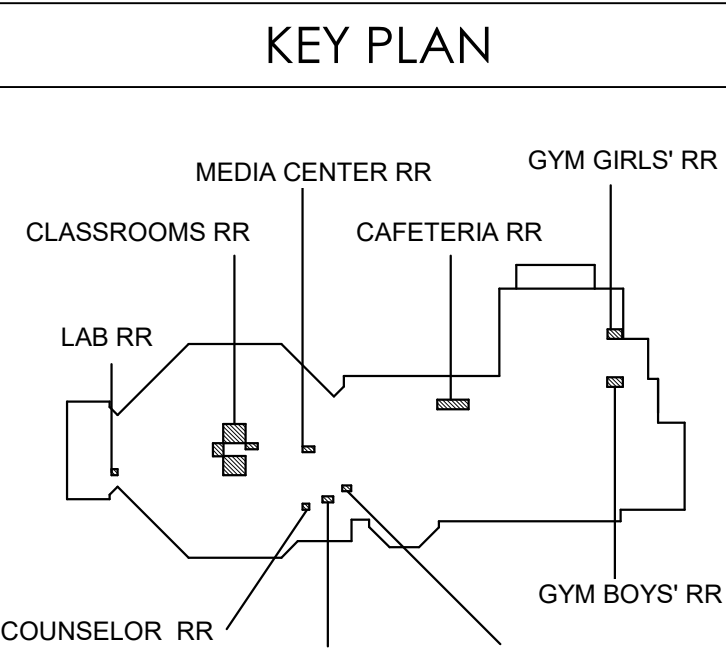 KEY PLAN
GYM GIRLS' RR
MEDIA CENTER RR
CLASSROOMS RR
CAFETERIA RR
LAB RR
GYM BOYS' RR
COUNSELOR RR